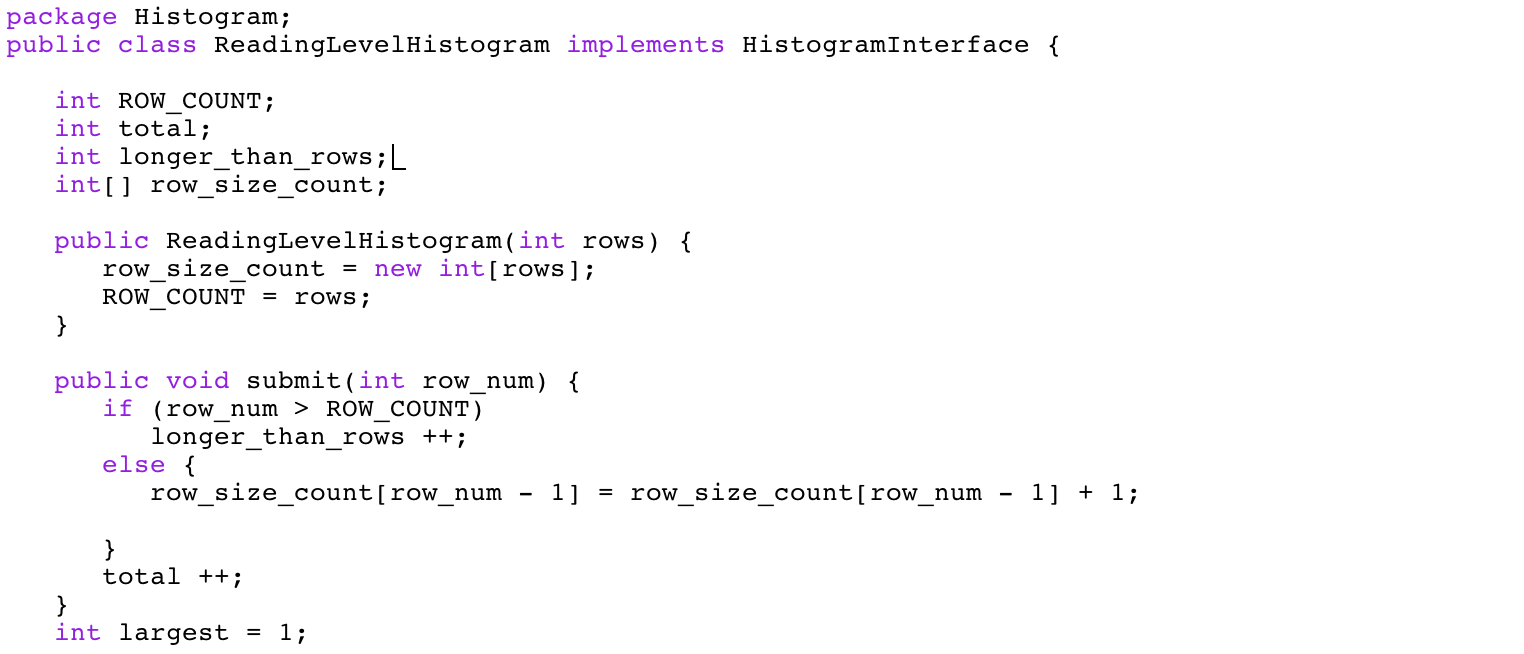 package Histogram;
public class ReadingLevelHistogram implements HistogramInterface {

   int ROW_COUNT;
   int total;
   int longer_than_rows;
   int[] row_size_count;

   public ReadingLevelHistogram(int rows) {
      row_size_count = new int[rows];
      ROW_COUNT = rows;
   }

   public void submit(int row_num) {
      if (row_num > ROW_COUNT)
         longer_than_rows ++;
      else {
         row_size_count[row_num - 1] = row_size_count[row_num - 1] + 1;

      }
      total ++;
   }
   int largest = 1;